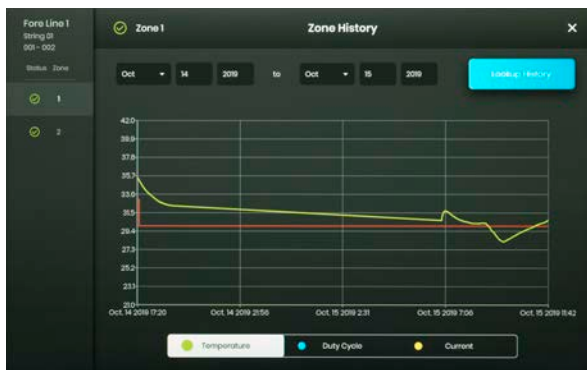 Fore Line 1
String 01
001 - 002
Status Zone
1
2
Zone 1
Zone History
Oct 14 2019 to Oct 15 2019
Lookup History
42.0
39.9
37.8
35.7
33.6
31.5
29.4
27.3
25.2
23.1
21.0
Oct, 14 2019 17:20 Oct, 14 2019 21:56 Oct, 15 2019 2:31 Oct, 15 2019 7:06 Oct, 15 2019 11:42
Temperature Duty Cycle Current